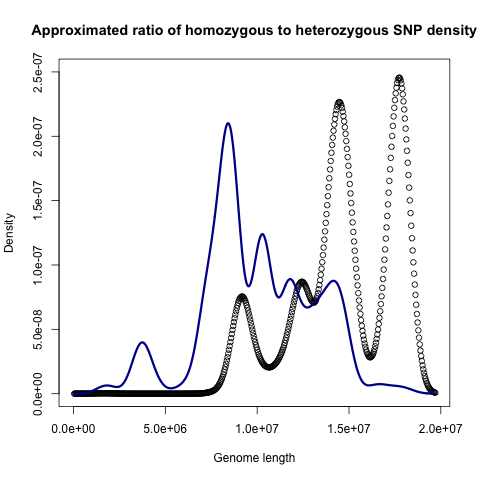 Approximated ratio of homozygous to heterozygous SNP density
Density
2.5e-07
2.0e-07
1.5e-07
1.0e-07
5.0e-08
0.0e+00
0.0e+00 5.0e+06 1.0e+07 1.5e+07 2.0e+07
Genome length